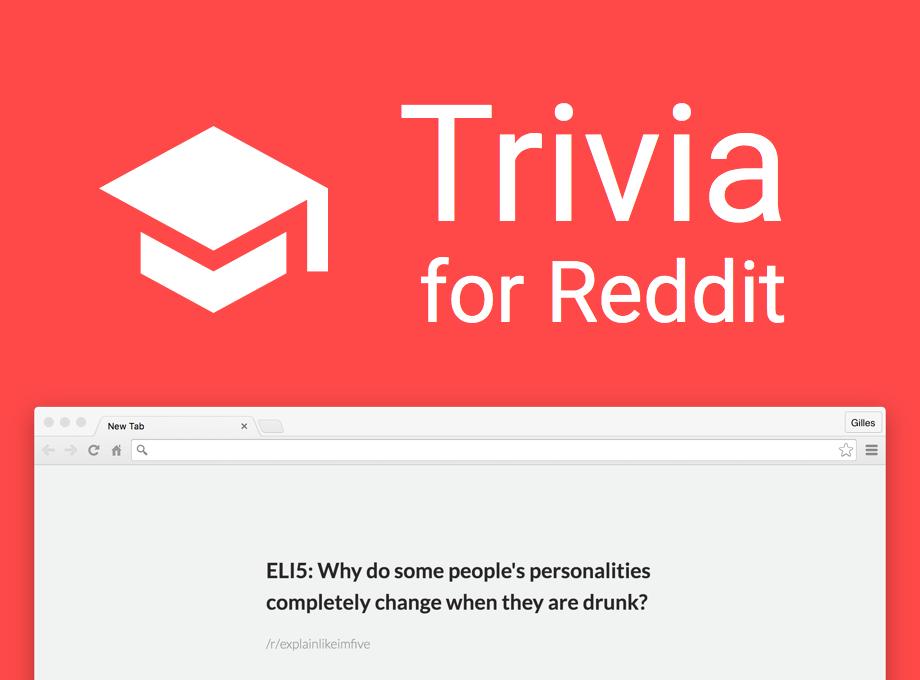 Trivia
for Reddit
New Tab
Gilles
ELI5: Why do some people's personalities
completely change when they are drunk?
/r/explainlikeimfive